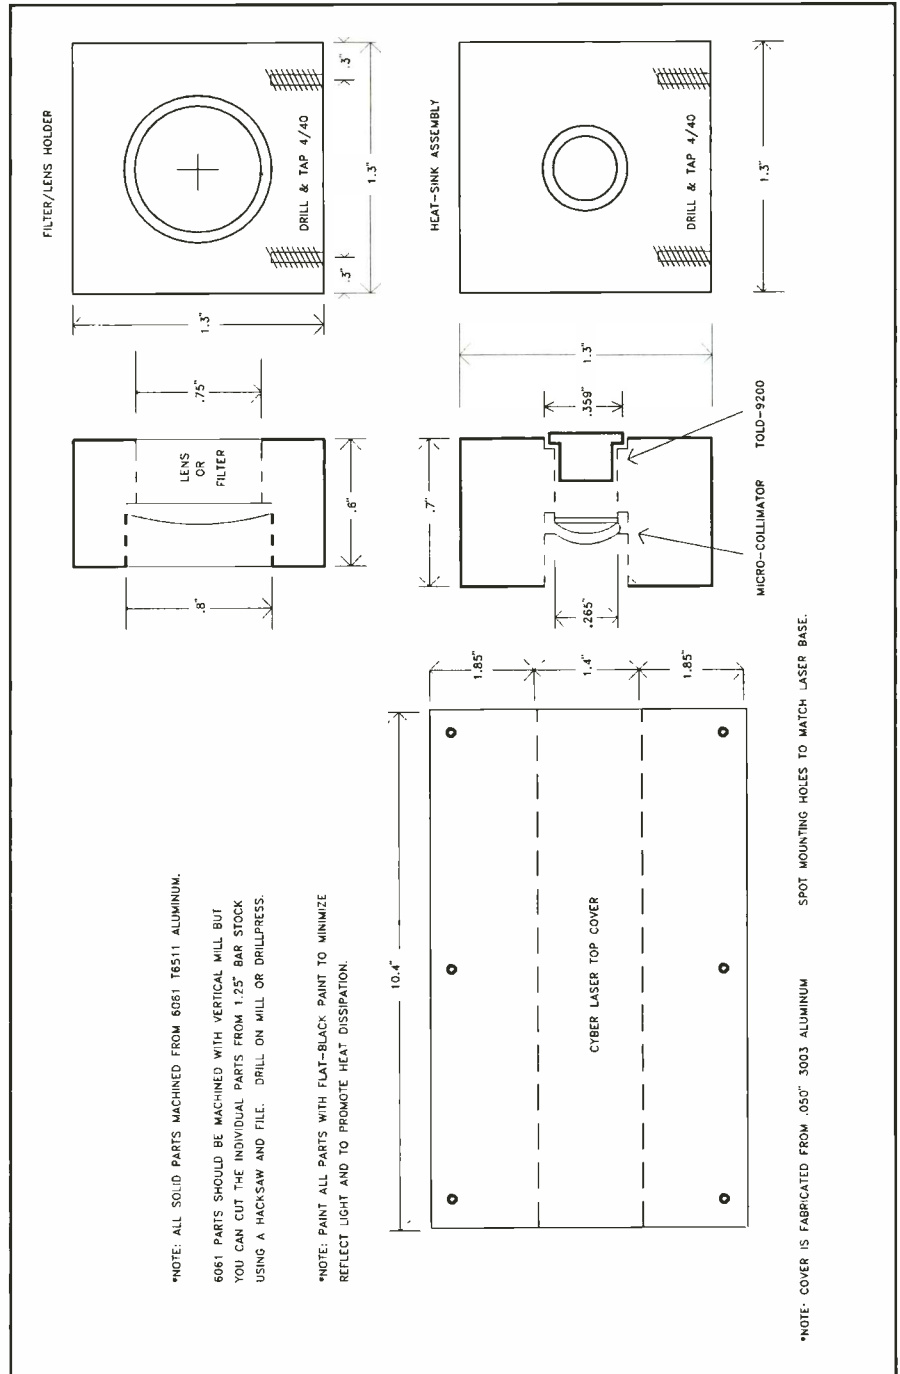 *NOTE: ALL SOLID PARTS MACHINED FROM 6061 T6511 ALUMINUM.
6061 PARTS SHOULD BE MACHINED WITH VERTICAL MILL BUT
YOU CAN CUT THE INDIVIDUAL PARTS FROM 1.25" BAR STOCK
USING A HACKSAW AND FILE. DRILL ON MILL OR DRILLPRESS.
*NOTE: PAINT ALL PARTS WITH FLAT-BLACK PAINT TO MINIMIZE
REFLECT LIGHT AND TO PROMOTE HEAT DISSIPATION.
.8"
LENS
OR
FILTER
.75"
.6"
FILTER/LENS HOLDER
1.3"
DRILL & TAP 4/40
.3"
.3"
1.3"
10.4"
CYBER LASER TOP COVER
1.85"
1.4"
1.85"
.7"
.265"
.359"
1.3"
MICRO-COLLIMATOR
TOLD-9200
HEAT-SINK ASSEMBLY
DRILL & TAP 4/40
1.3"
*NOTE- COVER IS FABRICATED FROM .050" 3003 ALUMINUM
SPOT MOUNTING HOLES TO MATCH LASER BASE.